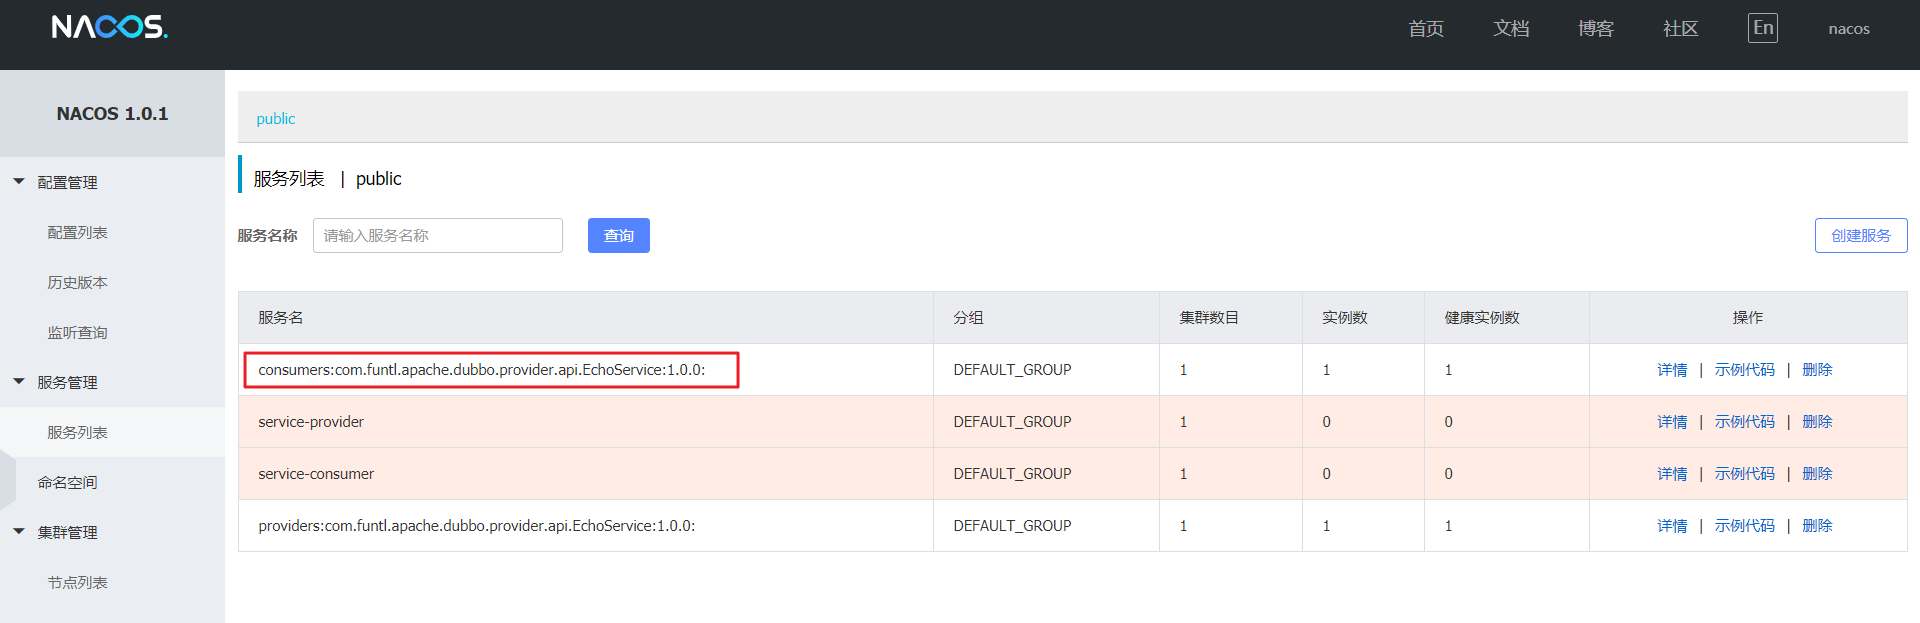 NACOS.
首页 文档 博客 社区 En nacos
NACOS 1.0.1
配置管理
配置列表
历史版本
监听查询
服务管理
服务列表
命名空间
集群管理
节点列表
public
服务列表 | public
服务名称 请输入服务名称 查询 创建服务
服务名 分组 集群数目 实例数 健康实例数 操作
consumers:com.funtl.apache.dubbo.provider.api.EchoService:1.0.0: DEFAULT_GROUP 1 1 1 详情 | 示例代码 | 删除
service-provider DEFAULT_GROUP 1 0 0 详情 | 示例代码 | 删除
service-consumer DEFAULT_GROUP 1 0 0 详情 | 示例代码 | 删除
providers:com.funtl.apache.dubbo.provider.api.EchoService:1.0.0: DEFAULT_GROUP 1 1 1 详情 | 示例代码 | 删除